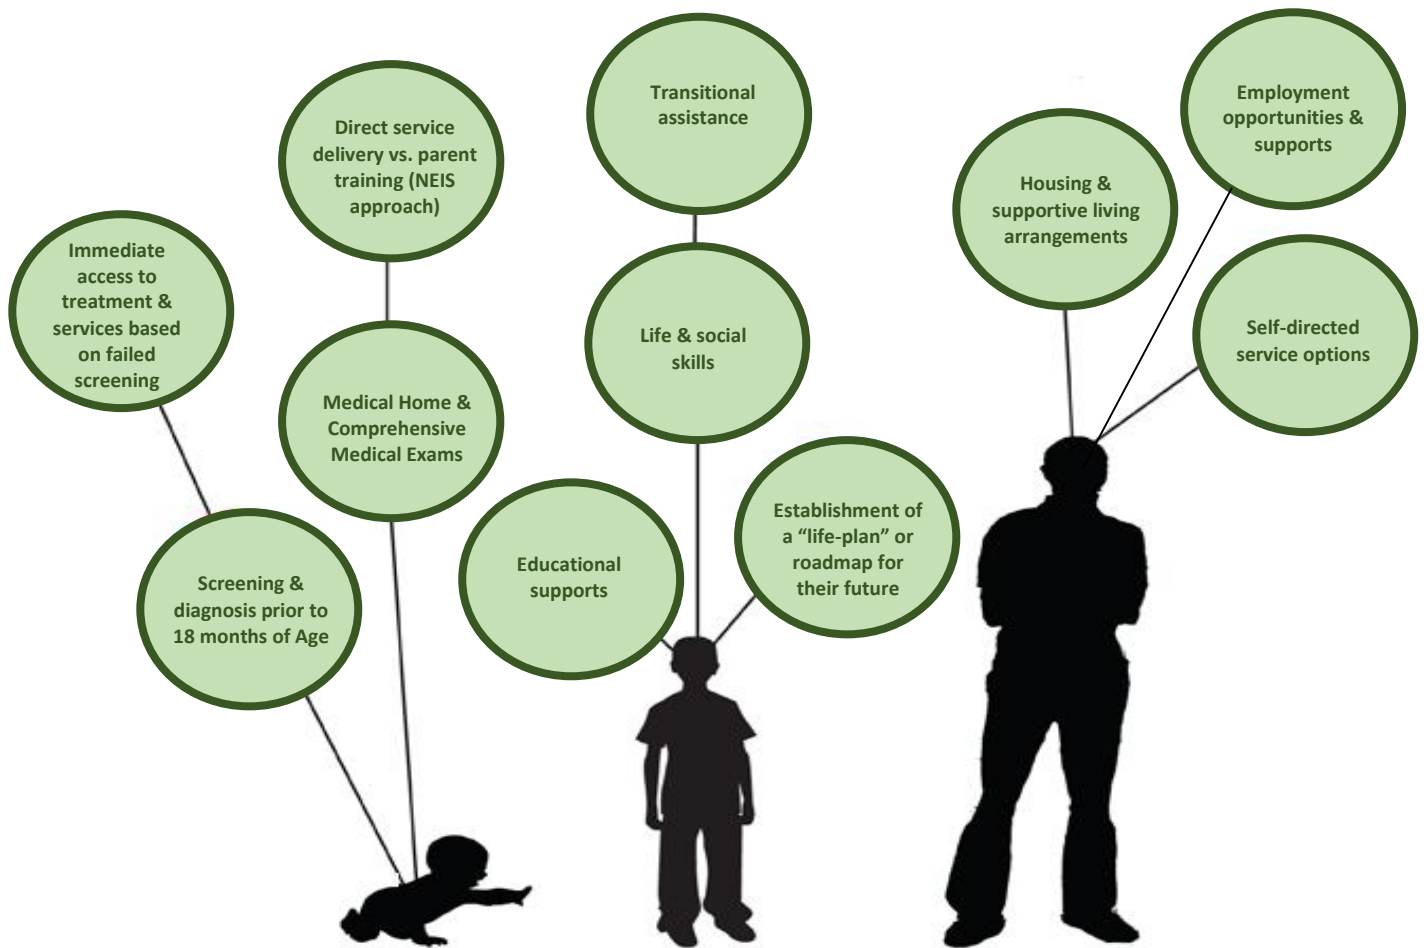 Immediate
access to
treatment &
services based
on failed
screening
Screening &
diagnosis prior to
18 months of Age
Direct service
delivery vs. parent
training (NEIS
approach)
Medical Home &
Comprehensive
Medical Exams
Transitional
assistance
Life & social
skills
Educational
supports
Establishment of
a “life-plan” or
roadmap for
their future
Housing &
supportive living
arrangements
Employment
opportunities &
supports
Self-directed
service options